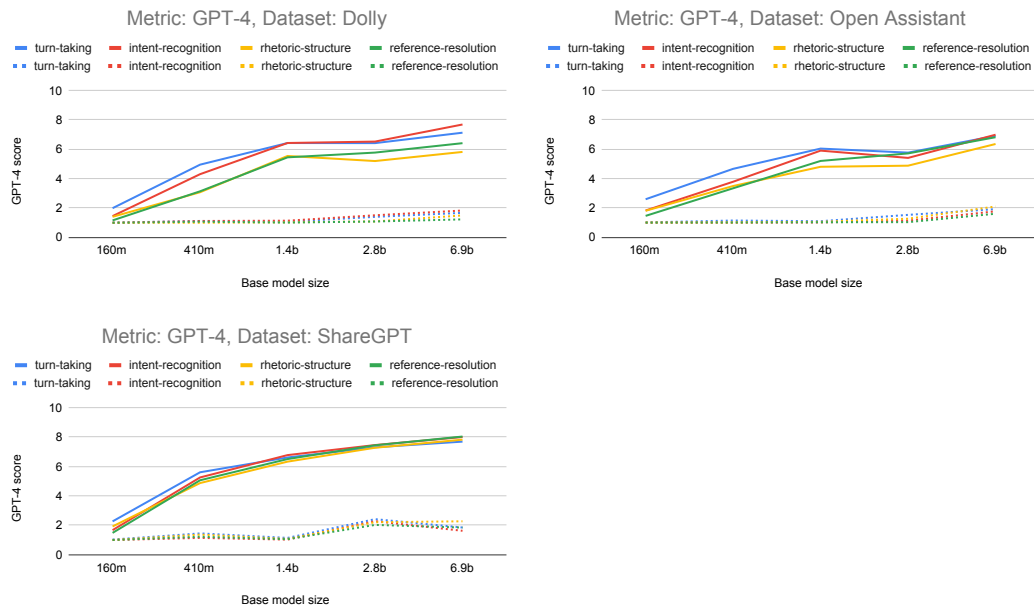 Metric: GPT-4, Dataset: Dolly
turn-taking intent-recognition rhetoric-structure reference-resolution
turn-taking intent-recognition rhetoric-structure reference-resolution
GPT-4 score
10
8
6
4
2
0
160m 410m 1.4b 2.8b 6.9b
Base model size
Metric: GPT-4, Dataset: Open Assistant
turn-taking intent-recognition rhetoric-structure reference-resolution
turn-taking intent-recognition rhetoric-structure reference-resolution
GPT-4 score
10
8
6
4
2
0
160m 410m 1.4b 2.8b 6.9b
Base model size
Metric: GPT-4, Dataset: ShareGPT
turn-taking intent-recognition rhetoric-structure reference-resolution
turn-taking intent-recognition rhetoric-structure reference-resolution
GPT-4 score
10
8
6
4
2
0
160m 410m 1.4b 2.8b 6.9b
Base model size